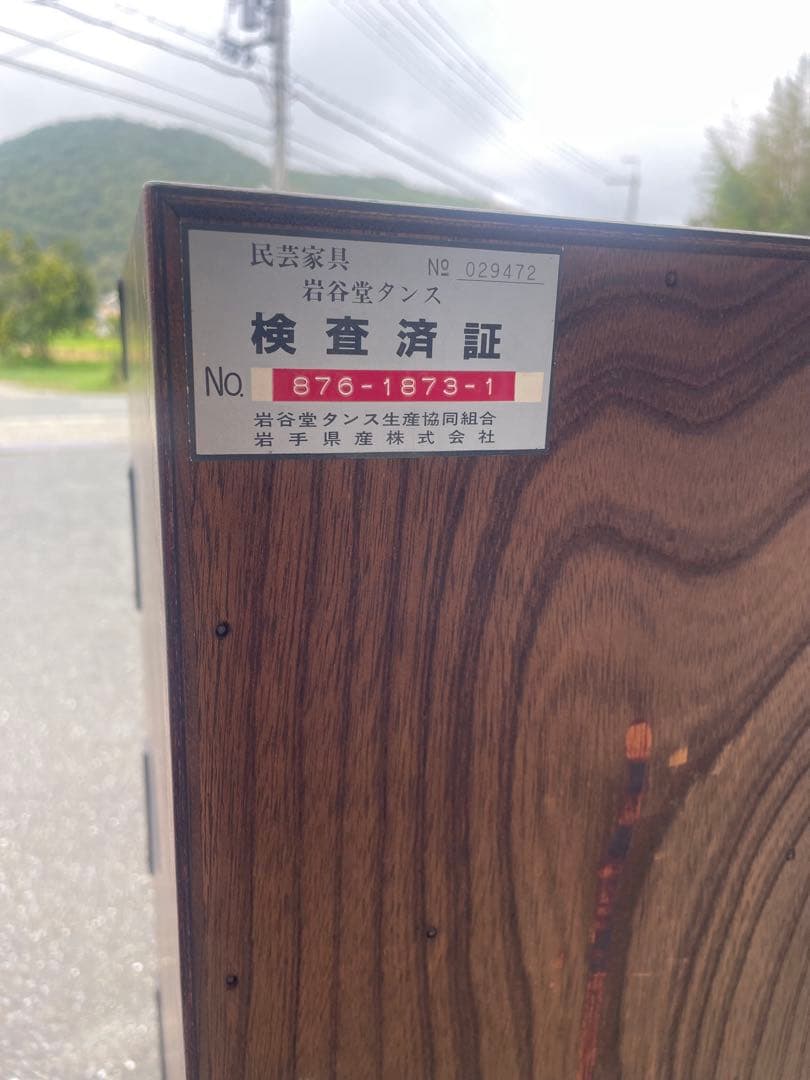 民芸家具 № 029472
岩谷堂タンス
検査済証
No. 876-1873-1
岩谷堂タンス生産協同組合
岩手県産株式会社